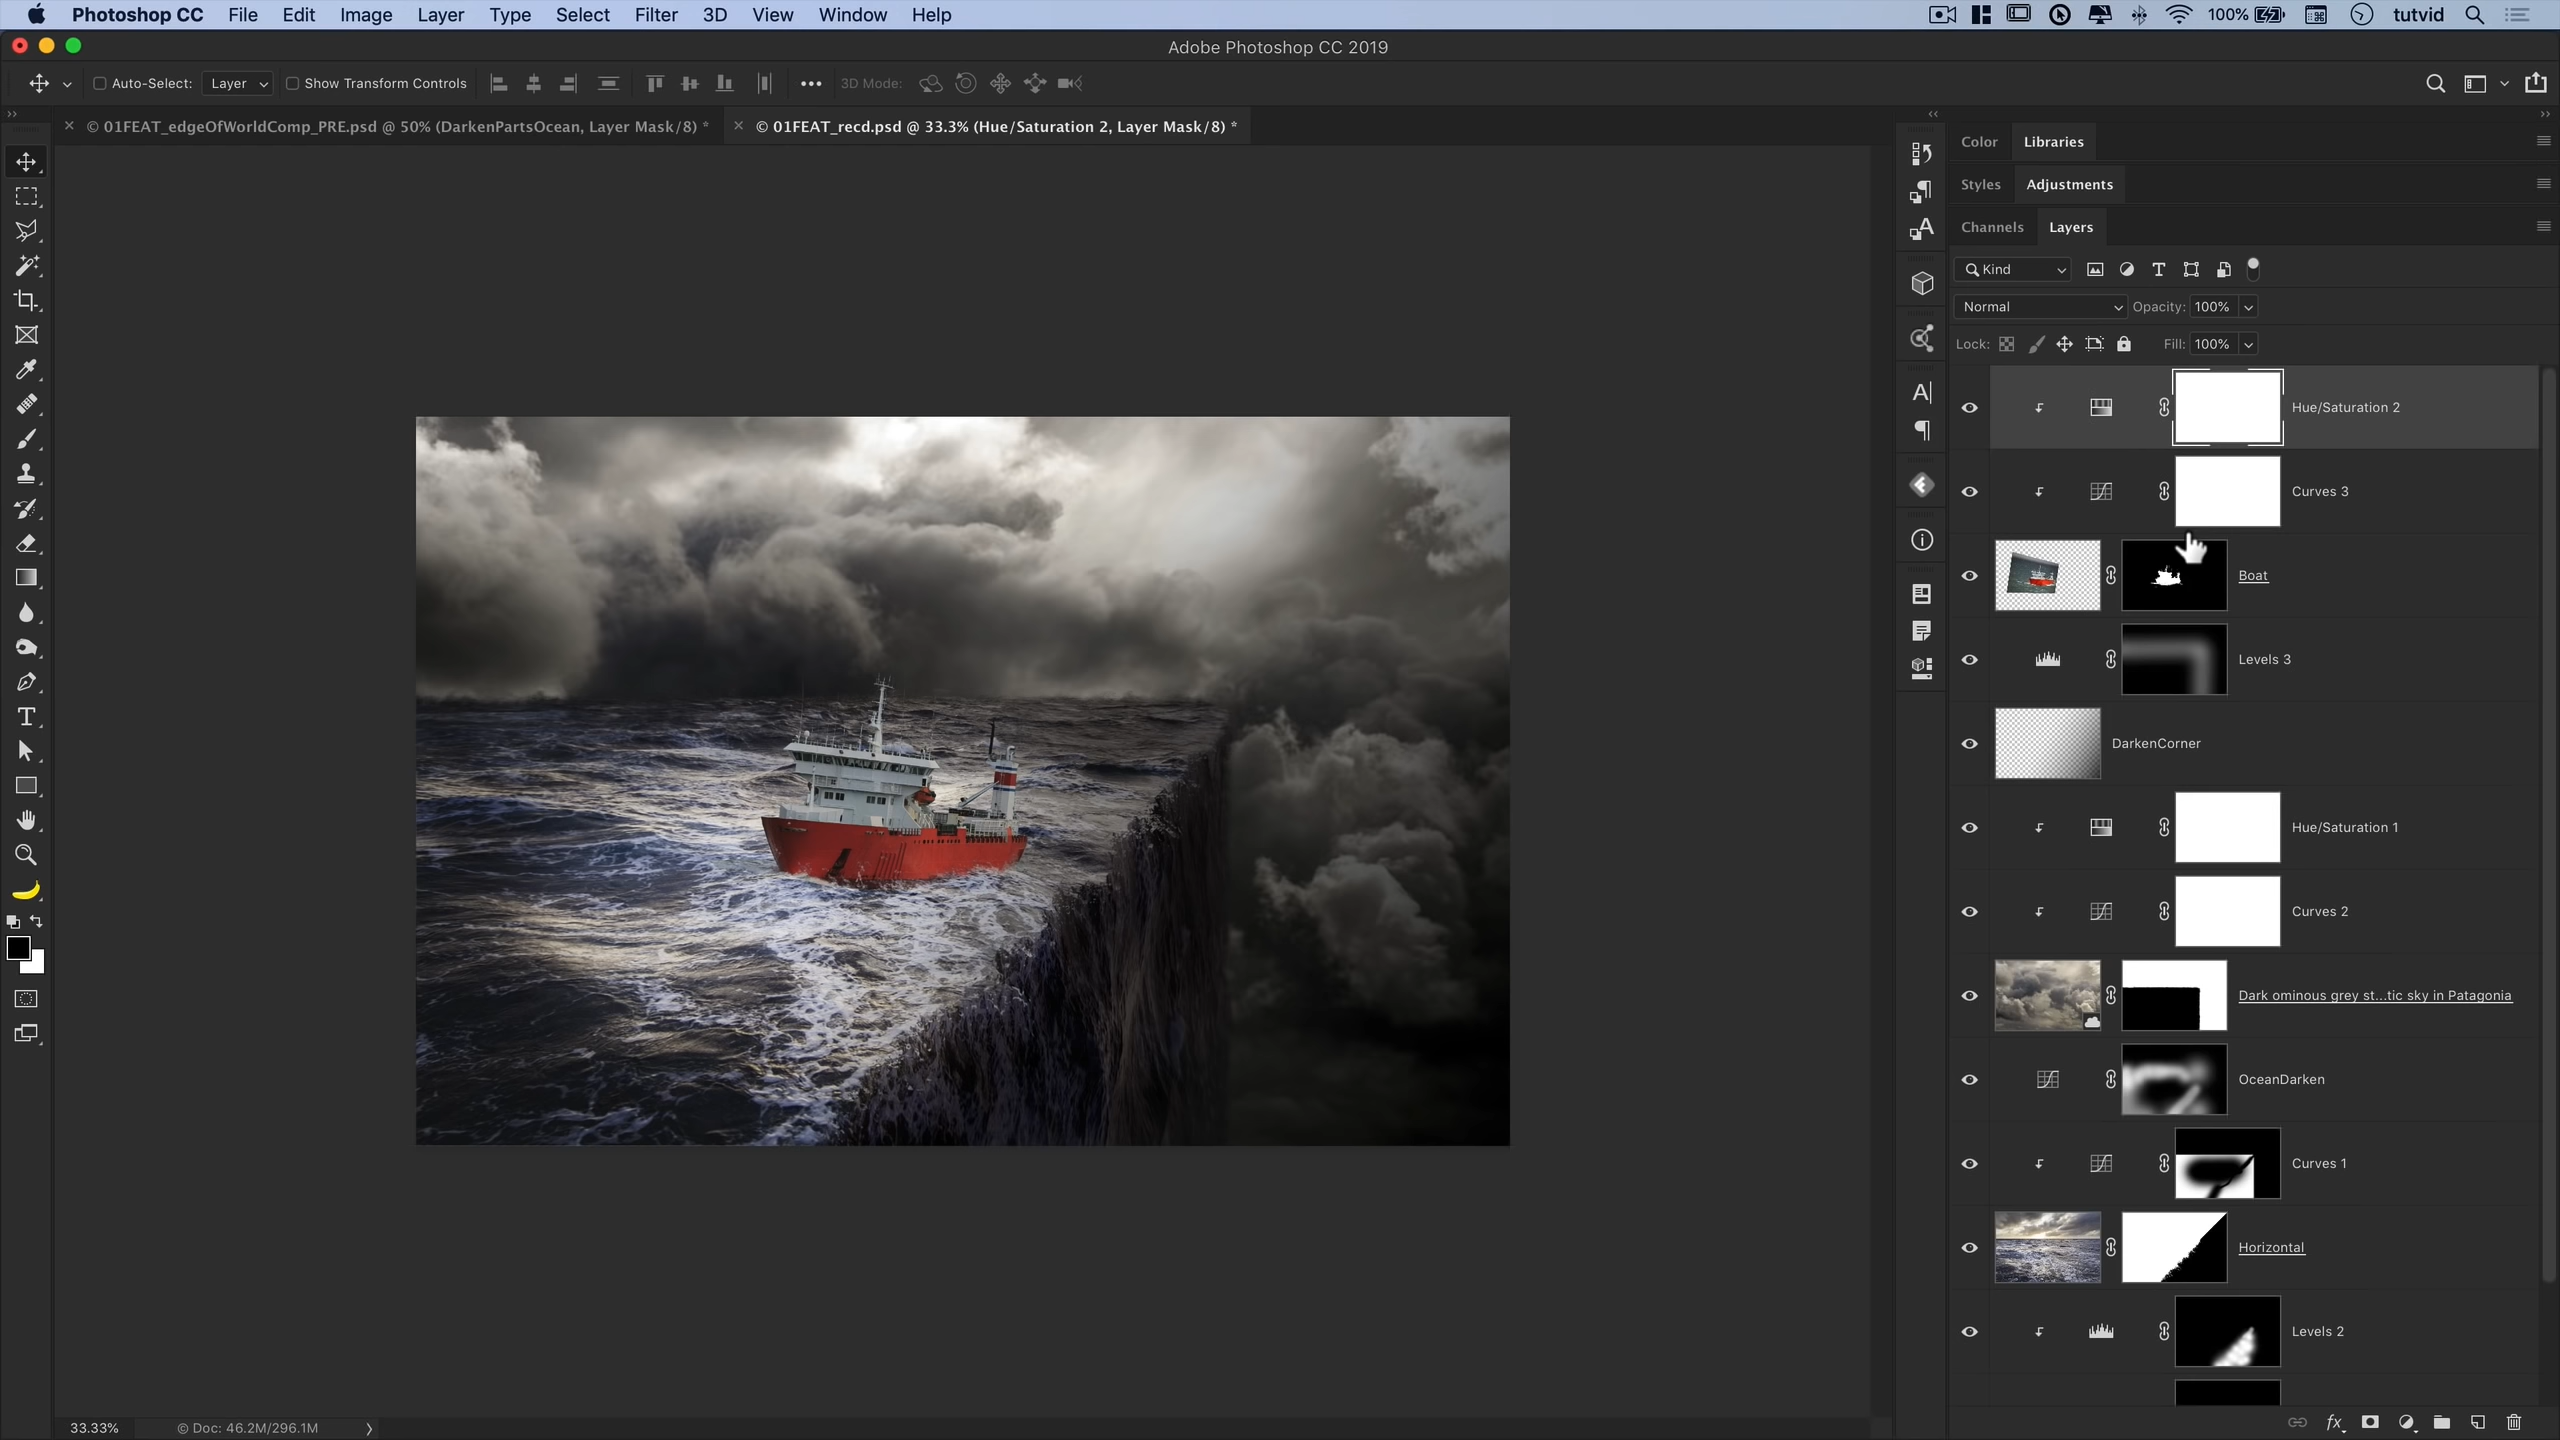 Photoshop CC File Edit Image Layer Type Select Filter 3D View Window Help 100% tutvid
Adobe Photoshop CC 2019
Auto-Select: Layer Show Transform Controls 3D Mode:
© 01FEAT_edgeOfWorldComp_PRE.psd @ 50% (DarkenPartsOcean, Layer Mask/8) * © 01FEAT_recd.psd @ 33.3% (Hue/Saturation 2, Layer Mask/8) *
Color Libraries
Styles Adjustments
Channels Layers
Kind
Normal Opacity: 100%
Lock: Fill: 100%
Hue/Saturation 2
Curves 3
Boat
Levels 3
DarkenCorner
Hue/Saturation 1
Curves 2
Dark ominous grey st...tic sky in Patagonia
OceanDarken
Curves 1
Horizontal
Levels 2
33.33% © Doc: 46.2M/296.1M